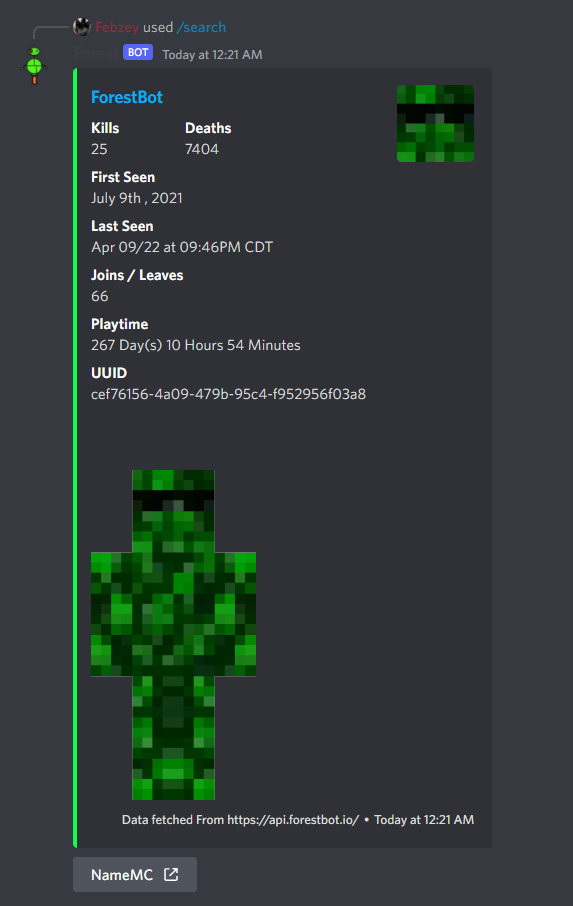 Febzey used /search
Forest BOT Today at 12:21 AM
ForestBot
Kills Deaths
25 7404
First Seen
July 9th , 2021
Last Seen
Apr 09/22 at 09:46PM CDT
Joins / Leaves
66
Playtime
267 Day(s) 10 Hours 54 Minutes
UUID
cef76156-4a09-479b-95c4-f952956f03a8
Data fetched From https://api.forestbot.io/ • Today at 12:21 AM
NameMC